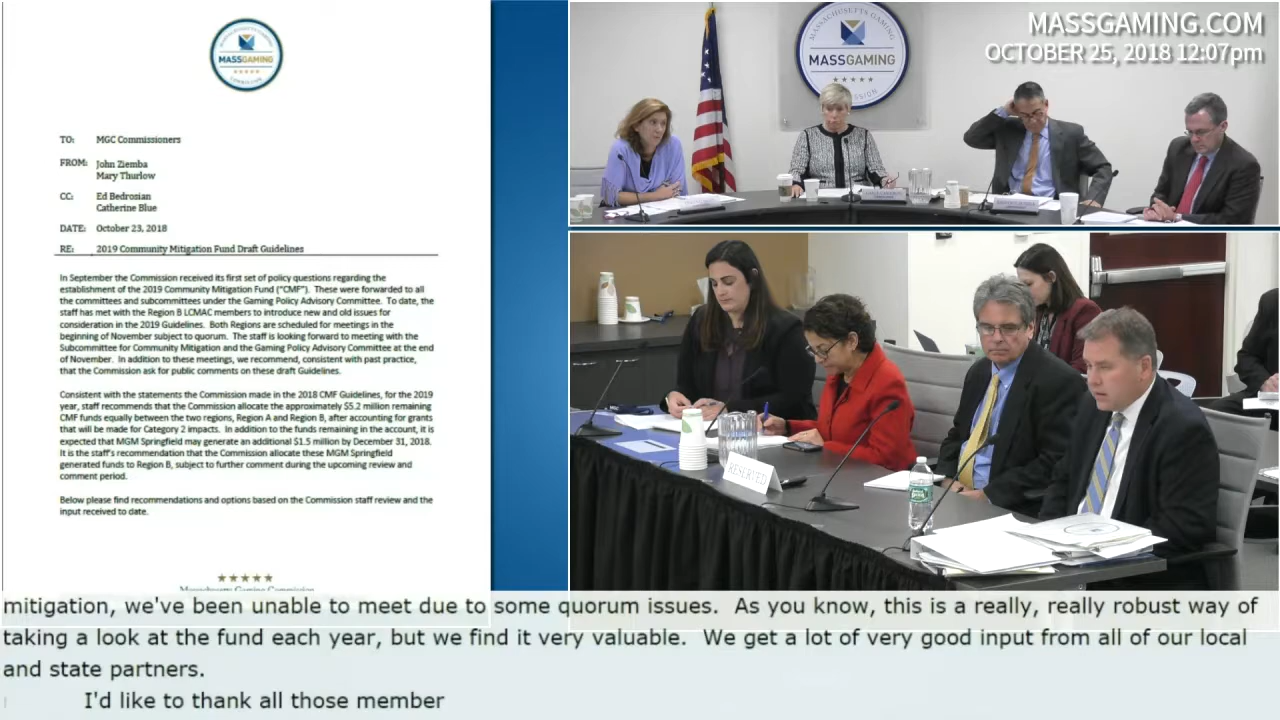 MASSGAMING
TO: MGC Commissioners
FROM: John Ziemba
Mary Thurlow
CC: Ed Bedrosian
Catherine Blue
DATE: October 23, 2018
RE: 2019 Community Mitigation Fund Draft Guidelines
In September the Commission received its first set of policy questions regarding the
establishment of the 2019 Community Mitigation Fund ("CMF"). These were forwarded to all
the committees and subcommittees under the Gaming Policy Advisory Committee. To date, the
staff has met with the Region B LCMAC members to introduce new and old issues for
consideration in the 2019 Guidelines. Both Regions are scheduled for meetings in the
beginning of November subject to quorum. The staff is looking forward to meeting with the
Subcommittee for Community Mitigation and the Gaming Policy Advisory Committee at the end
of November. In addition to these meetings, we recommend, consistent with past practice,
that the Commission ask for public comments on these draft Guidelines.
Consistent with the statements the Commission made in the 2018 CMF Guidelines, for the 2019
year, staff recommends that the Commission allocate the approximately $5.2 million remaining
CMF funds equally between the two regions, Region A and Region B, after accounting for grants
that will be made for Category 2 impacts. In addition to the funds remaining in the account, it is
expected that MGM Springfield may generate an additional $1.5 million by December 31, 2018.
It is the staff's recommendation that the Commission allocate these MGM Springfield
generated funds to Region B, subject to further comment during the upcoming review and
comment period.
Below please find recommendations and options based on the Commission staff review and the
input received to date.
Massachusetts Gaming Commission
MASSACHUSETTS GAMING
MASSGAMING
MASSGAMING.COM
OCTOBER 25, 2018 12:07pm
RESERVED
mitigation, we've been unable to meet due to some quorum issues. As you know, this is a really, really robust way of
taking a look at the fund each year, but we find it very valuable. We get a lot of very good input from all of our local
and state partners.
I'd like to thank all those member